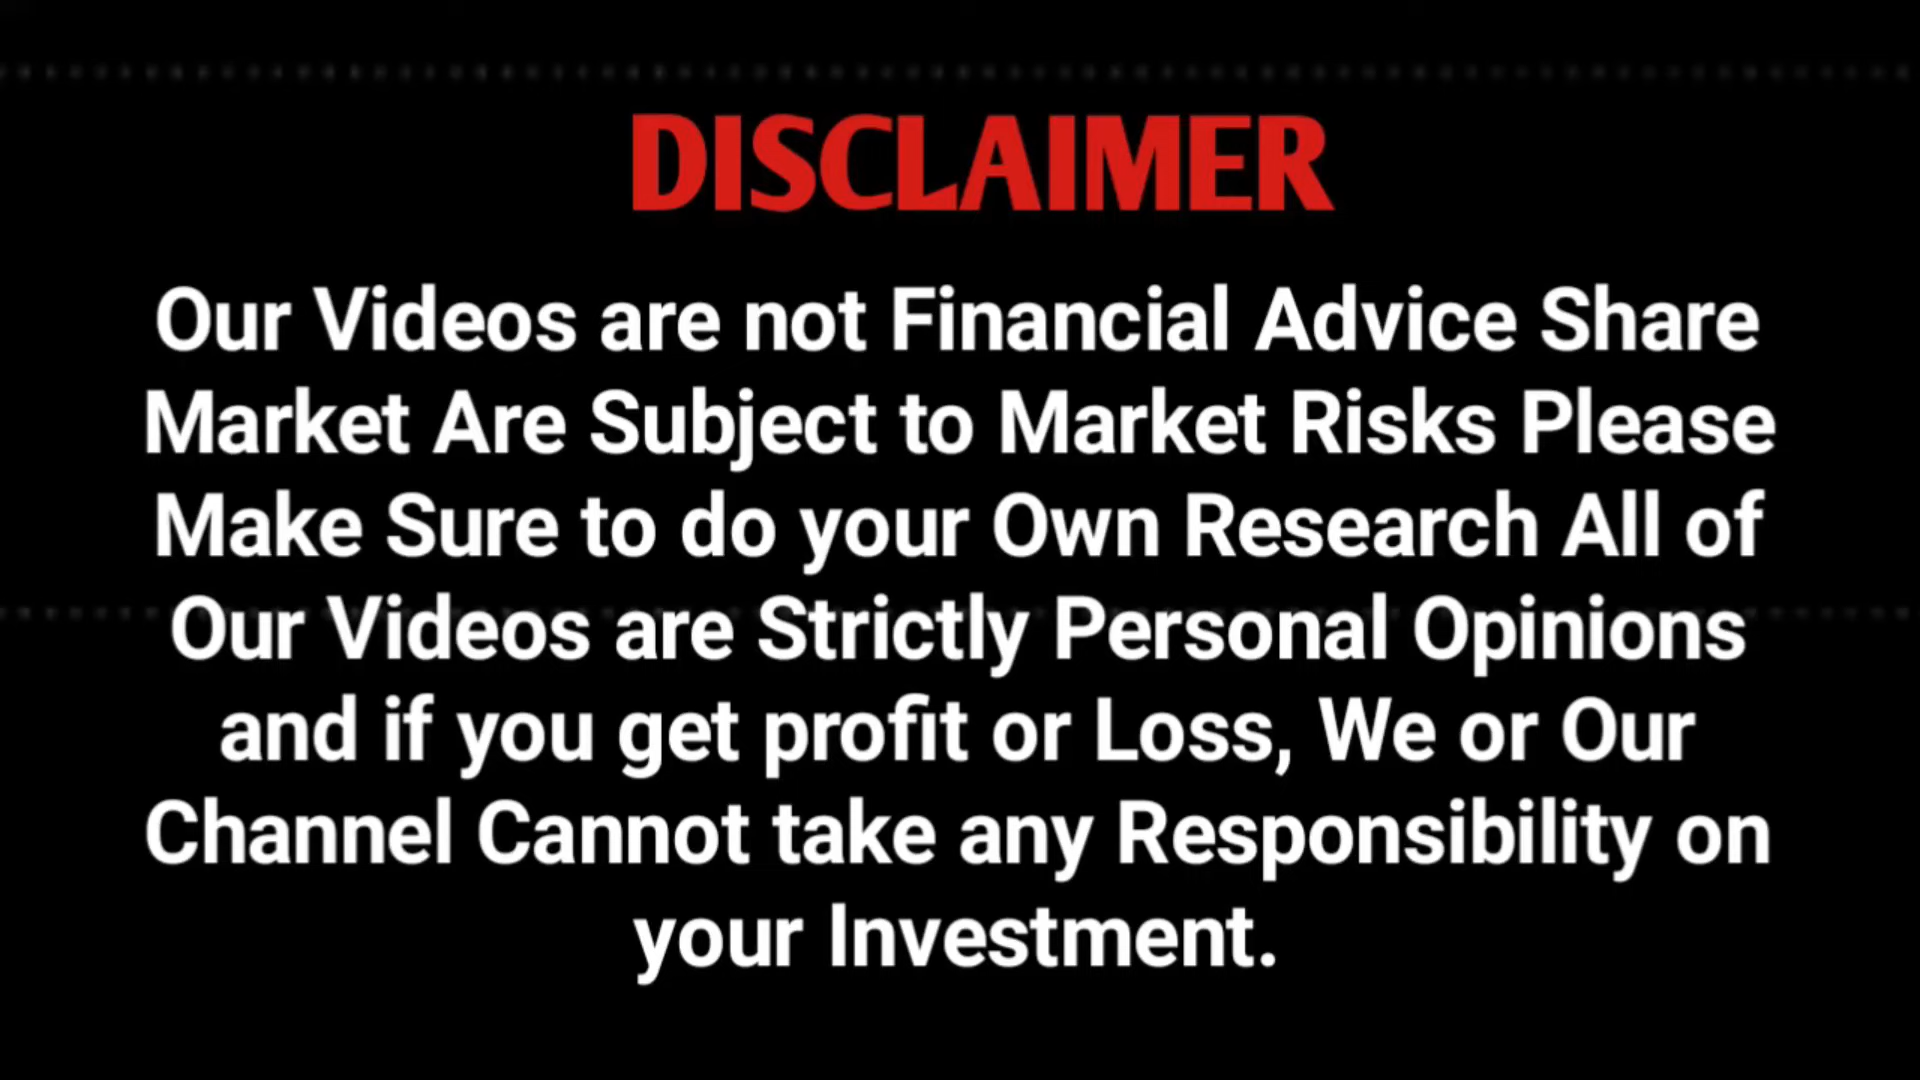 DISCLAIMER
Our Videos are not Financial Advice Share
Market Are Subject to Market Risks Please
Make Sure to do your Own Research All of
Our Videos are Strictly Personal Opinions
and if you get profit or Loss, We or Our
Channel Cannot take any Responsibility on
your Investment.